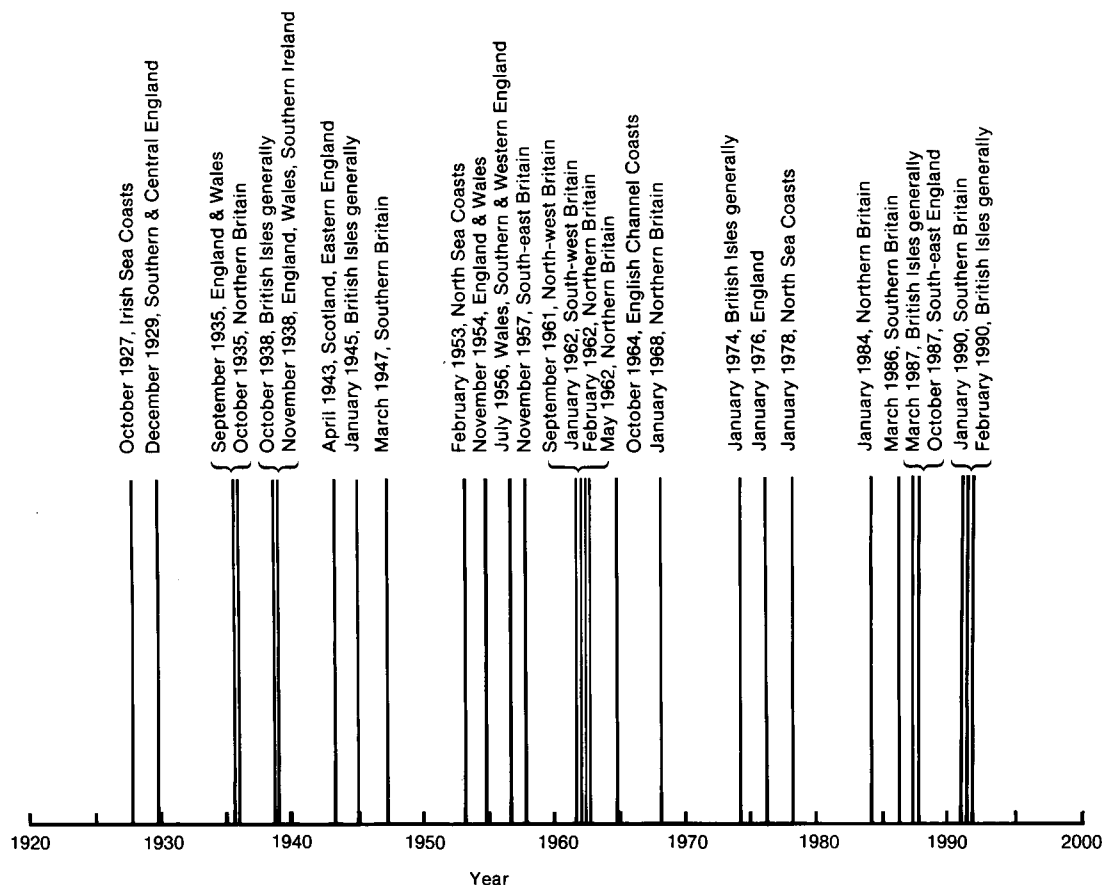 October 1927, Irish Sea Coasts
December 1929, Southern & Central England
September 1935, England & Wales
October 1935, Northern Britain
October 1938, British Isles generally
November 1938, England, Wales, Southern Ireland
April 1943, Scotland, Eastern England
January 1945, British Isles generally
March 1947, Southern Britain
February 1953, North Sea Coasts
November 1954, England & Wales
July 1956, Wales, Southern & Western England
November 1957, South-east Britain
September 1961, North-west Britain
January 1962, South-west Britain
February 1962, Northern Britain
May 1962, Northern Britain
October 1964, English Channel Coasts
January 1968, Northern Britain
January 1974, British Isles generally
January 1976, England
January 1978, North Sea Coasts
January 1984, Northern Britain
March 1986, Southern Britain
March 1987, British Isles generally
October 1987, South-east England
January 1990, Southern Britain
February 1990, British Isles generally
1920 1930 1940 1950 1960 1970 1980 1990 2000
Year